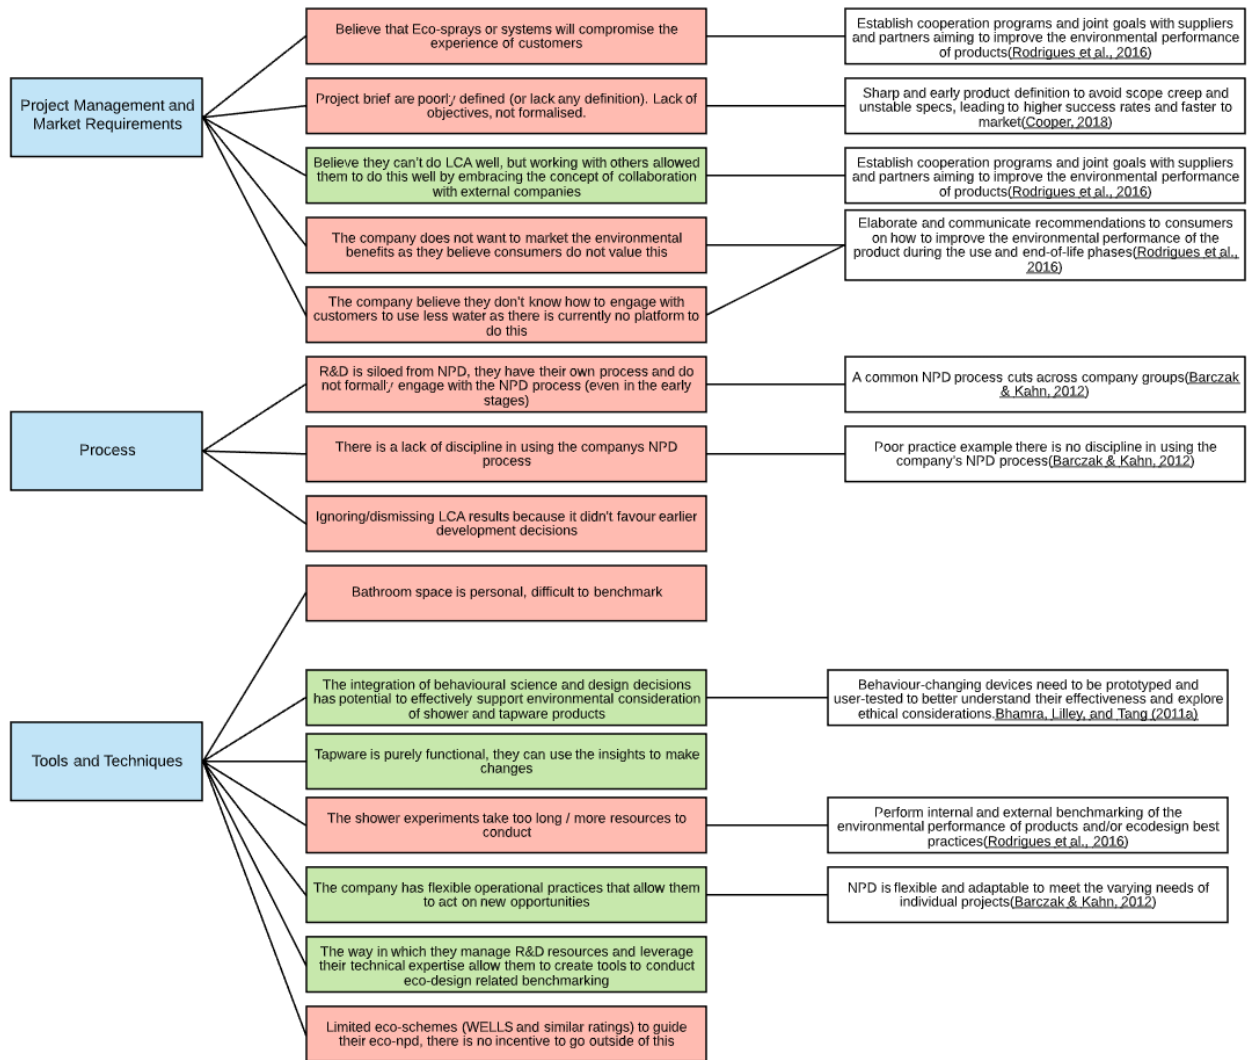 Believe that Eco-sprays or systems will compromise the
experience of customers
Establish cooperation programs and joint goals with suppliers
and partners aiming to improve the environmental performance
of products(Rodrigues et al., 2016)
Project Management and
Market Requirements
Project brief are poorly defined (or lack any definition). Lack of
objectives, not formalised.
Sharp and early product definition to avoid scope creep and
unstable specs, leading to higher success rates and faster to
market(Cooper, 2018)
Believe they can't do LCA well, but working with others allowed
them to do this well by embracing the concept of collaboration
with external companies
Establish cooperation programs and joint goals with suppliers
and partners aiming to improve the environmental performance
of products(Rodrigues et al., 2016)
The company does not want to market the environmental
benefits as they believe consumers do not value this
Elaborate and communicate recommendations to consumers
on how to improve the environmental performance of the
product during the use and end-of-life phases(Rodrigues et al.,
2016)
The company believe they don't know how to engage with
customers to use less water as there is currently no platform to
do this
Process
R&D is siloed from NPD, they have their own process and do
not formally engage with the NPD process (even in the early
stages)
A common NPD process cuts across company groups(Barczak
& Kahn, 2012)
There is a lack of discipline in using the companys NPD
process
Poor practice example there is no discipline in using the
company's NPD process(Barczak & Kahn, 2012)
Ignoring/dismissing LCA results because it didn't favour earlier
development decisions
Tools and Techniques
Bathroom space is personal, difficult to benchmark
The integration of behavioural science and design decisions
has potential to effectively support environmental consideration
of shower and tapware products
Behaviour-changing devices need to be prototyped and
user-tested to better understand their effectiveness and explore
ethical considerations.Bhamra, Lilley, and Tang (2011a)
Tapware is purely functional, they can use the insights to make
changes
The shower experiments take too long / more resources to
conduct
Perform internal and external benchmarking of the
environmental performance of products and/or ecodesign best
practices(Rodrigues et al., 2016)
The company has flexible operational practices that allow them
to act on new opportunities
NPD is flexible and adaptable to meet the varying needs of
individual projects(Barczak & Kahn, 2012)
The way in which they manage R&D resources and leverage
their technical expertise allow them to create tools to conduct
eco-design related benchmarking
Limited eco-schemes (WELLS and similar ratings) to guide
their eco-npd, there is no incentive to go outside of this